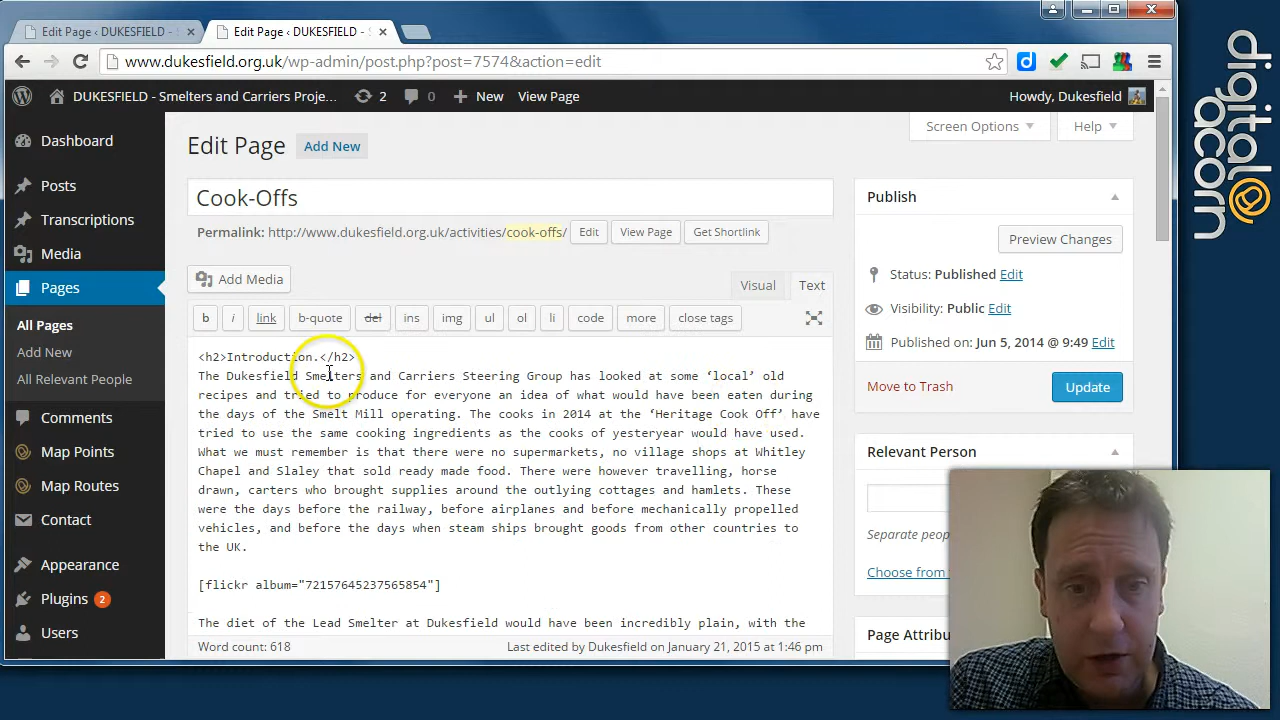 Edit Page ‹ DUKESFIELD - S
Edit Page ‹ DUKESFIELD - S
www.dukesfield.org.uk/wp-admin/post.php?post=7574&action=edit
DUKESFIELD - Smelters and Carriers Proje... 2 0 New View Page Howdy, Dukesfield
Screen Options Help
Dashboard
Posts
Transcriptions
Media
Pages
All Pages
Add New
All Relevant People
Comments
Map Points
Map Routes
Contact
Appearance
Plugins 2
Users
Edit Page Add New
Cook-Offs
Permalink: http://www.dukesfield.org.uk/activities/cook-offs/ Edit View Page Get Shortlink
Add Media Visual Text
b i link b-quote del ins img ul ol li code more close tags
<h2>Introduction.</h2>
The Dukesfield Smelters and Carriers Steering Group has looked at some ‘local’ old
recipes and tried to produce for everyone an idea of what would have been eaten during
the days of the Smelt Mill operating. The cooks in 2014 at the ‘Heritage Cook Off’ have
tried to use the same cooking ingredients as the cooks of yesteryear would have used.
What we must remember is that there were no supermarkets, no village shops at Whitley
Chapel and Slaley that sold ready made food. There were however travelling, horse
drawn, carters who brought supplies around the outlying cottages and hamlets. These
were the days before the railway, before airplanes and before mechanically propelled
vehicles, and before the days when steam ships brought goods from other countries to
the UK.
[flickr album="72157645237565854"]
The diet of the Lead Smelter at Dukesfield would have been incredibly plain, with the
Word count: 618 Last edited by Dukesfield on January 21, 2015 at 1:46 pm
Publish
Preview Changes
Status: Published Edit
Visibility: Public Edit
Published on: Jun 5, 2014 @ 9:49 Edit
Move to Trash Update
Relevant Person
Separate peop
Choose from
Page Attrib
digital@
acorn